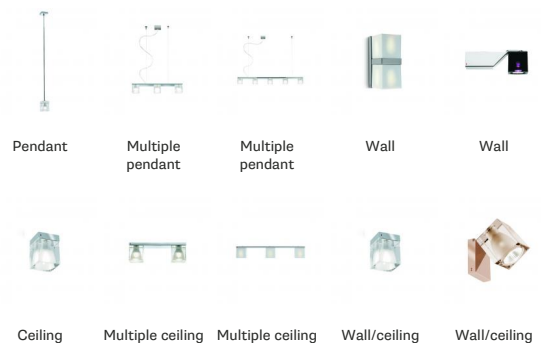 Pendant
Multiple
pendant
Multiple
pendant
Wall
Wall
Ceiling
Multiple ceiling
Multiple ceiling
Wall/ceiling
Wall/ceiling